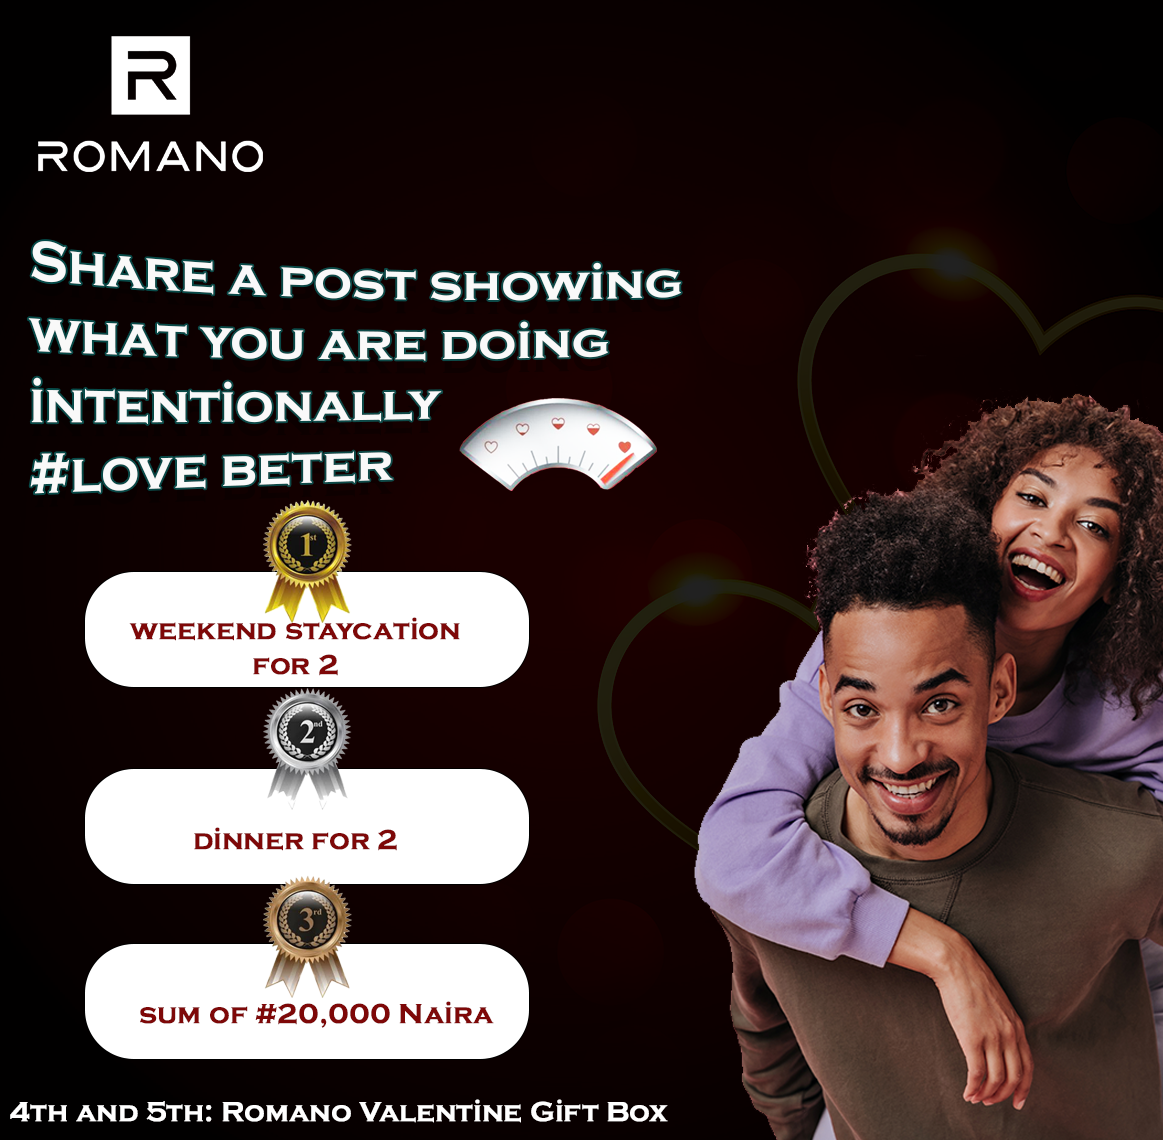 R
ROMANO
Share a post showing
what you are doing
intentionally
#love beter
1st
weekend staycation
for 2
2nd
dinner for 2
3rd
sum of #20,000 Naira
4th and 5th: Romano Valentine Gift Box